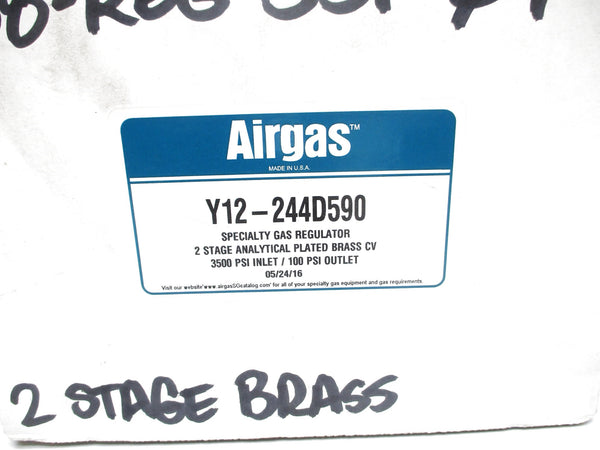 Airgas™
MADE IN U.S.A.
Y12-244D590
SPECIALTY GAS REGULATOR
2 STAGE ANALYTICAL PLATED BRASS CV
3500 PSI INLET / 100 PSI OUTLET
05/24/16
Visit our website"www.airgasSGcatalog.com" for all of your specialty gas equipment and gas requirements.
2 STAGE BRASS